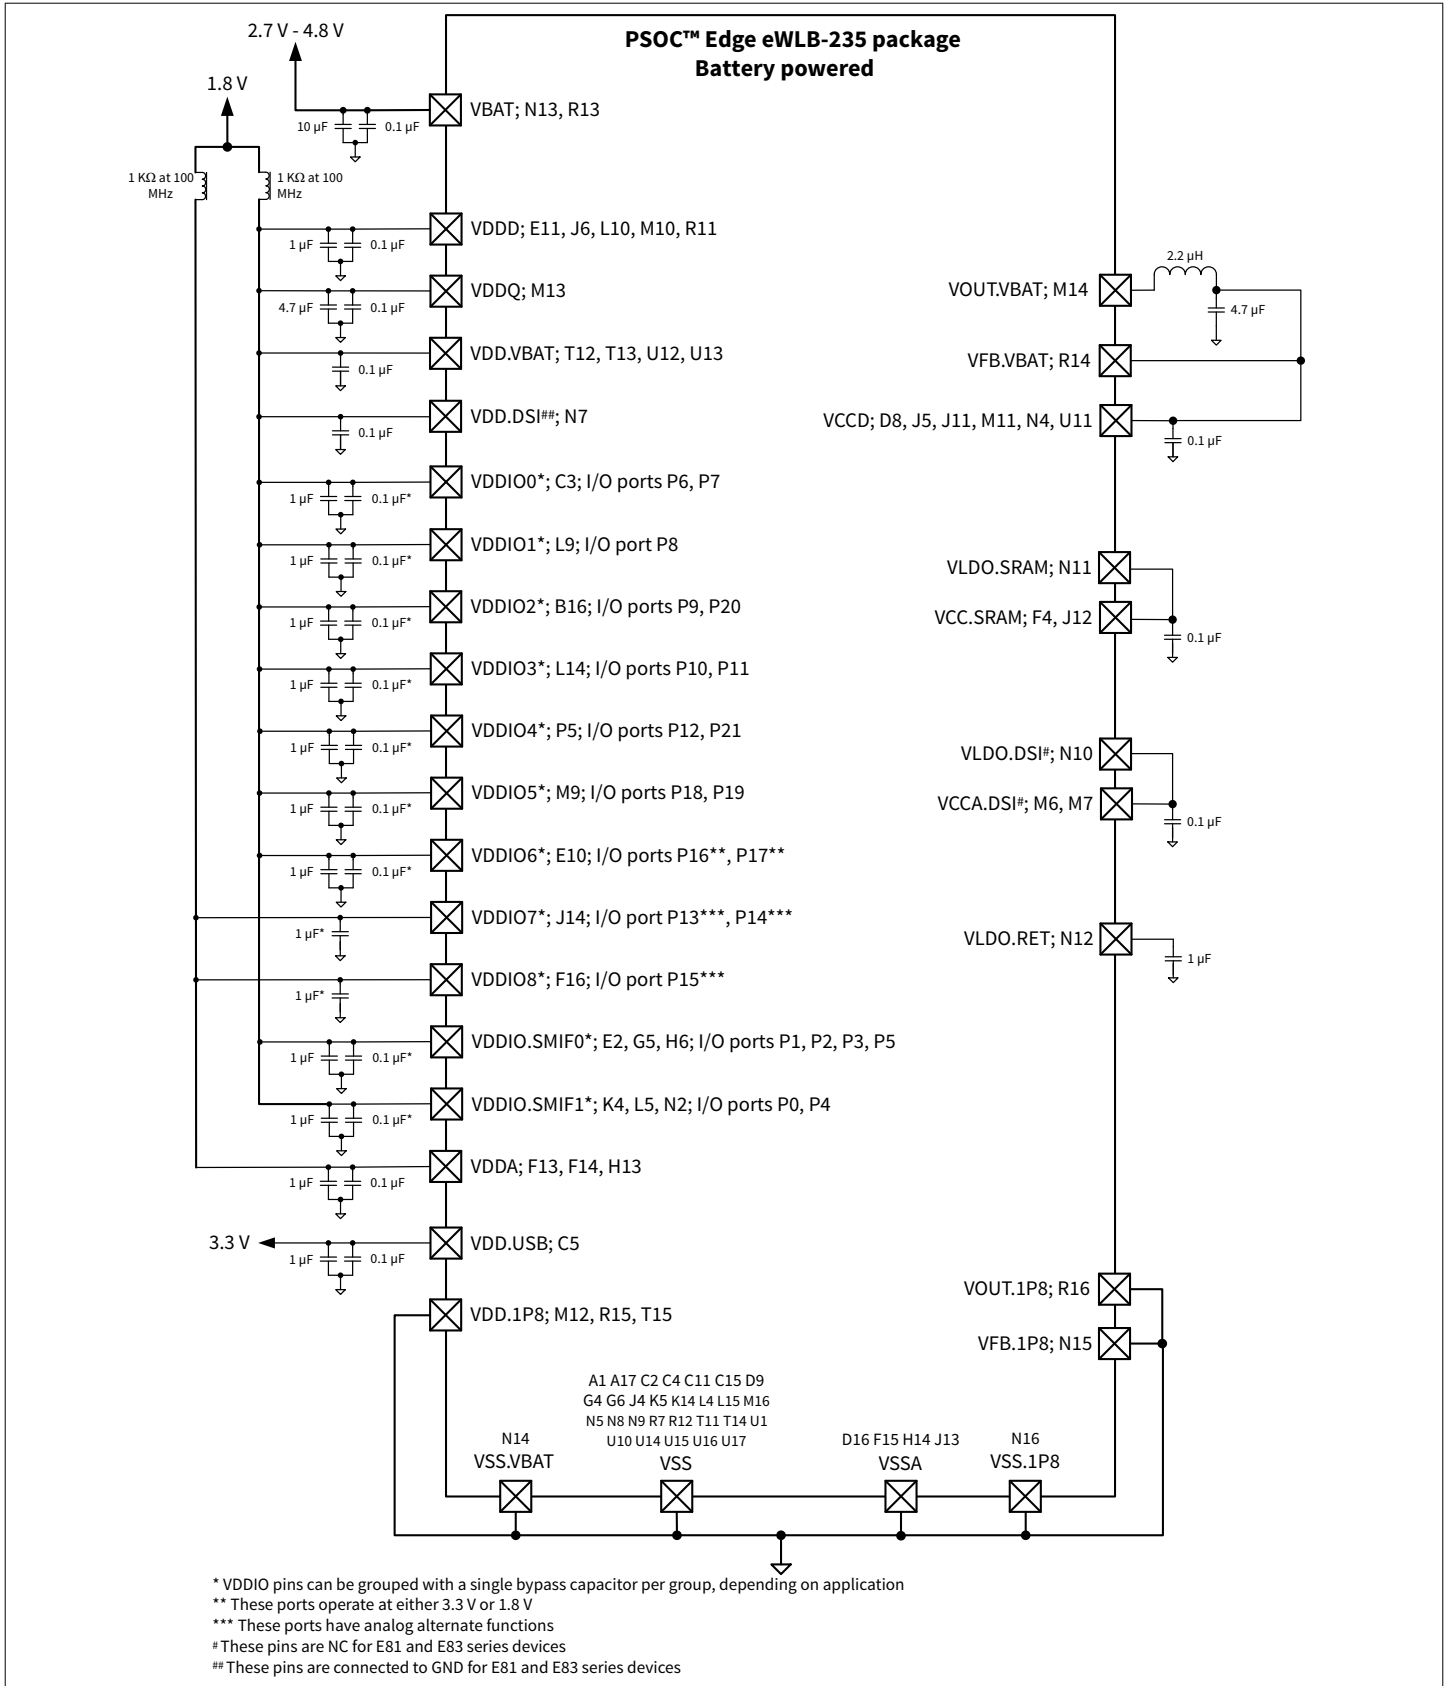 PSOC™ Edge eWLB-235 package
Battery powered
2.7 V - 4.8 V
1.8 V
10 µF
0.1 µF
VBAT; N13, R13
1 KΩ at 100
MHz
1 KΩ at 100
MHz
1 µF
0.1 µF
VDDD; E11, J6, L10, M10, R11
4.7 µF
0.1 µF
VDDQ; M13
0.1 µF
VDD.VBAT; T12, T13, U12, U13
0.1 µF
VDD.DSI##; N7
1 µF
0.1 µF*
VDDIO0*; C3; I/O ports P6, P7
1 µF
0.1 µF*
VDDIO1*; L9; I/O port P8
1 µF
0.1 µF*
VDDIO2*; B16; I/O ports P9, P20
1 µF
0.1 µF*
VDDIO3*; L14; I/O ports P10, P11
1 µF
0.1 µF*
VDDIO4*; P5; I/O ports P12, P21
1 µF
0.1 µF*
VDDIO5*; M9; I/O ports P18, P19
1 µF
0.1 µF*
VDDIO6*; E10; I/O ports P16**, P17**
1 µF*
VDDIO7*; J14; I/O port P13***, P14***
1 µF*
VDDIO8*; F16; I/O port P15***
1 µF
0.1 µF*
VDDIO.SMIF0*; E2, G5, H6; I/O ports P1, P2, P3, P5
1 µF
0.1 µF*
VDDIO.SMIF1*; K4, L5, N2; I/O ports P0, P4
1 µF
0.1 µF
VDDA; F13, F14, H13
3.3 V
1 µF
0.1 µF
VDD.USB; C5
VDD.1P8; M12, R15, T15
VOUT.VBAT; M14
2.2 µH
4.7 µF
VFB.VBAT; R14
VCCD; D8, J5, J11, M11, N4, U11
0.1 µF
VLDO.SRAM; N11
VCC.SRAM; F4, J12
0.1 µF
VLDO.DSI#; N10
VCCA.DSI#; M6, M7
0.1 µF
VLDO.RET; N12
1 µF
VOUT.1P8; R16
VFB.1P8; N15
N14
VSS.VBAT
A1 A17 C2 C4 C11 C15 D9
G4 G6 J4 K5 K14 L4 L15 M16
N5 N8 N9 R7 R12 T11 T14 U1
U10 U14 U15 U16 U17
VSS
D16 F15 H14 J13
VSSA
N16
VSS.1P8
* VDDIO pins can be grouped with a single bypass capacitor per group, depending on application
** These ports operate at either 3.3 V or 1.8 V
*** These ports have analog alternate functions
# These pins are NC for E81 and E83 series devices
## These pins are connected to GND for E81 and E83 series devices